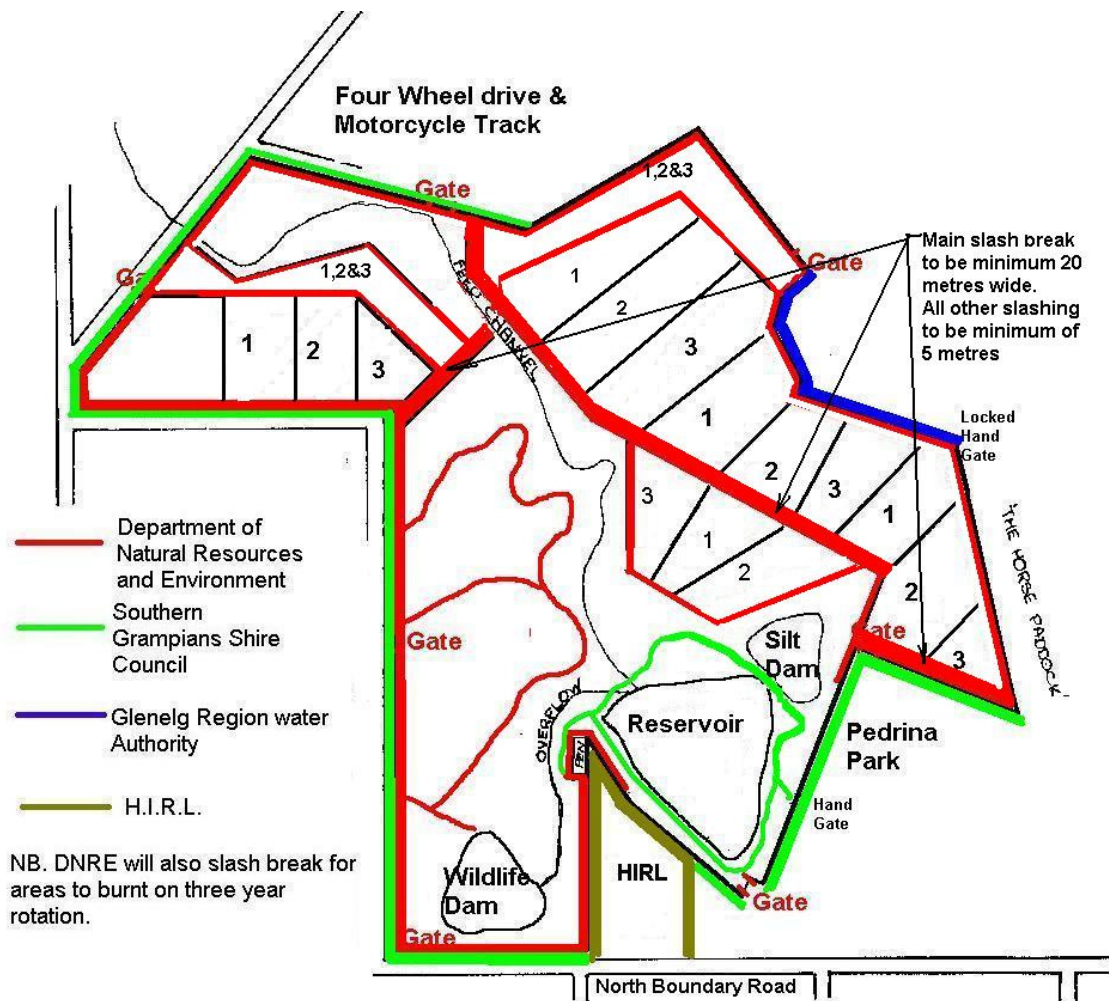 Four Wheel drive &
Motorcycle Track
1,2&3
Gate
Gate
Main slash break
to be minimum 20
metres wide.
All other slashing
to be minimum of
5 metres
1,2&3
Gate
1
2
3
1
2
3
FEED CHANNEL
1
2
3
1
2
3
Locked
Hand
Gate
'THE HORSE PADDOCK'
3
1
2
Department of
Natural Resources
and Environment
Southern
Grampians Shire
Council
Glenelg Region water
Authority
H.I.R.L.
NB. DNRE will also slash break for
areas to burnt on three year
rotation.
Gate
Gate
Silt
Dam
OVERFLOW
Reservoir
PEN
Pedrina
Park
Hand
Gate
Wildlife
Dam
HIRL
Gate
Gate
North Boundary Road